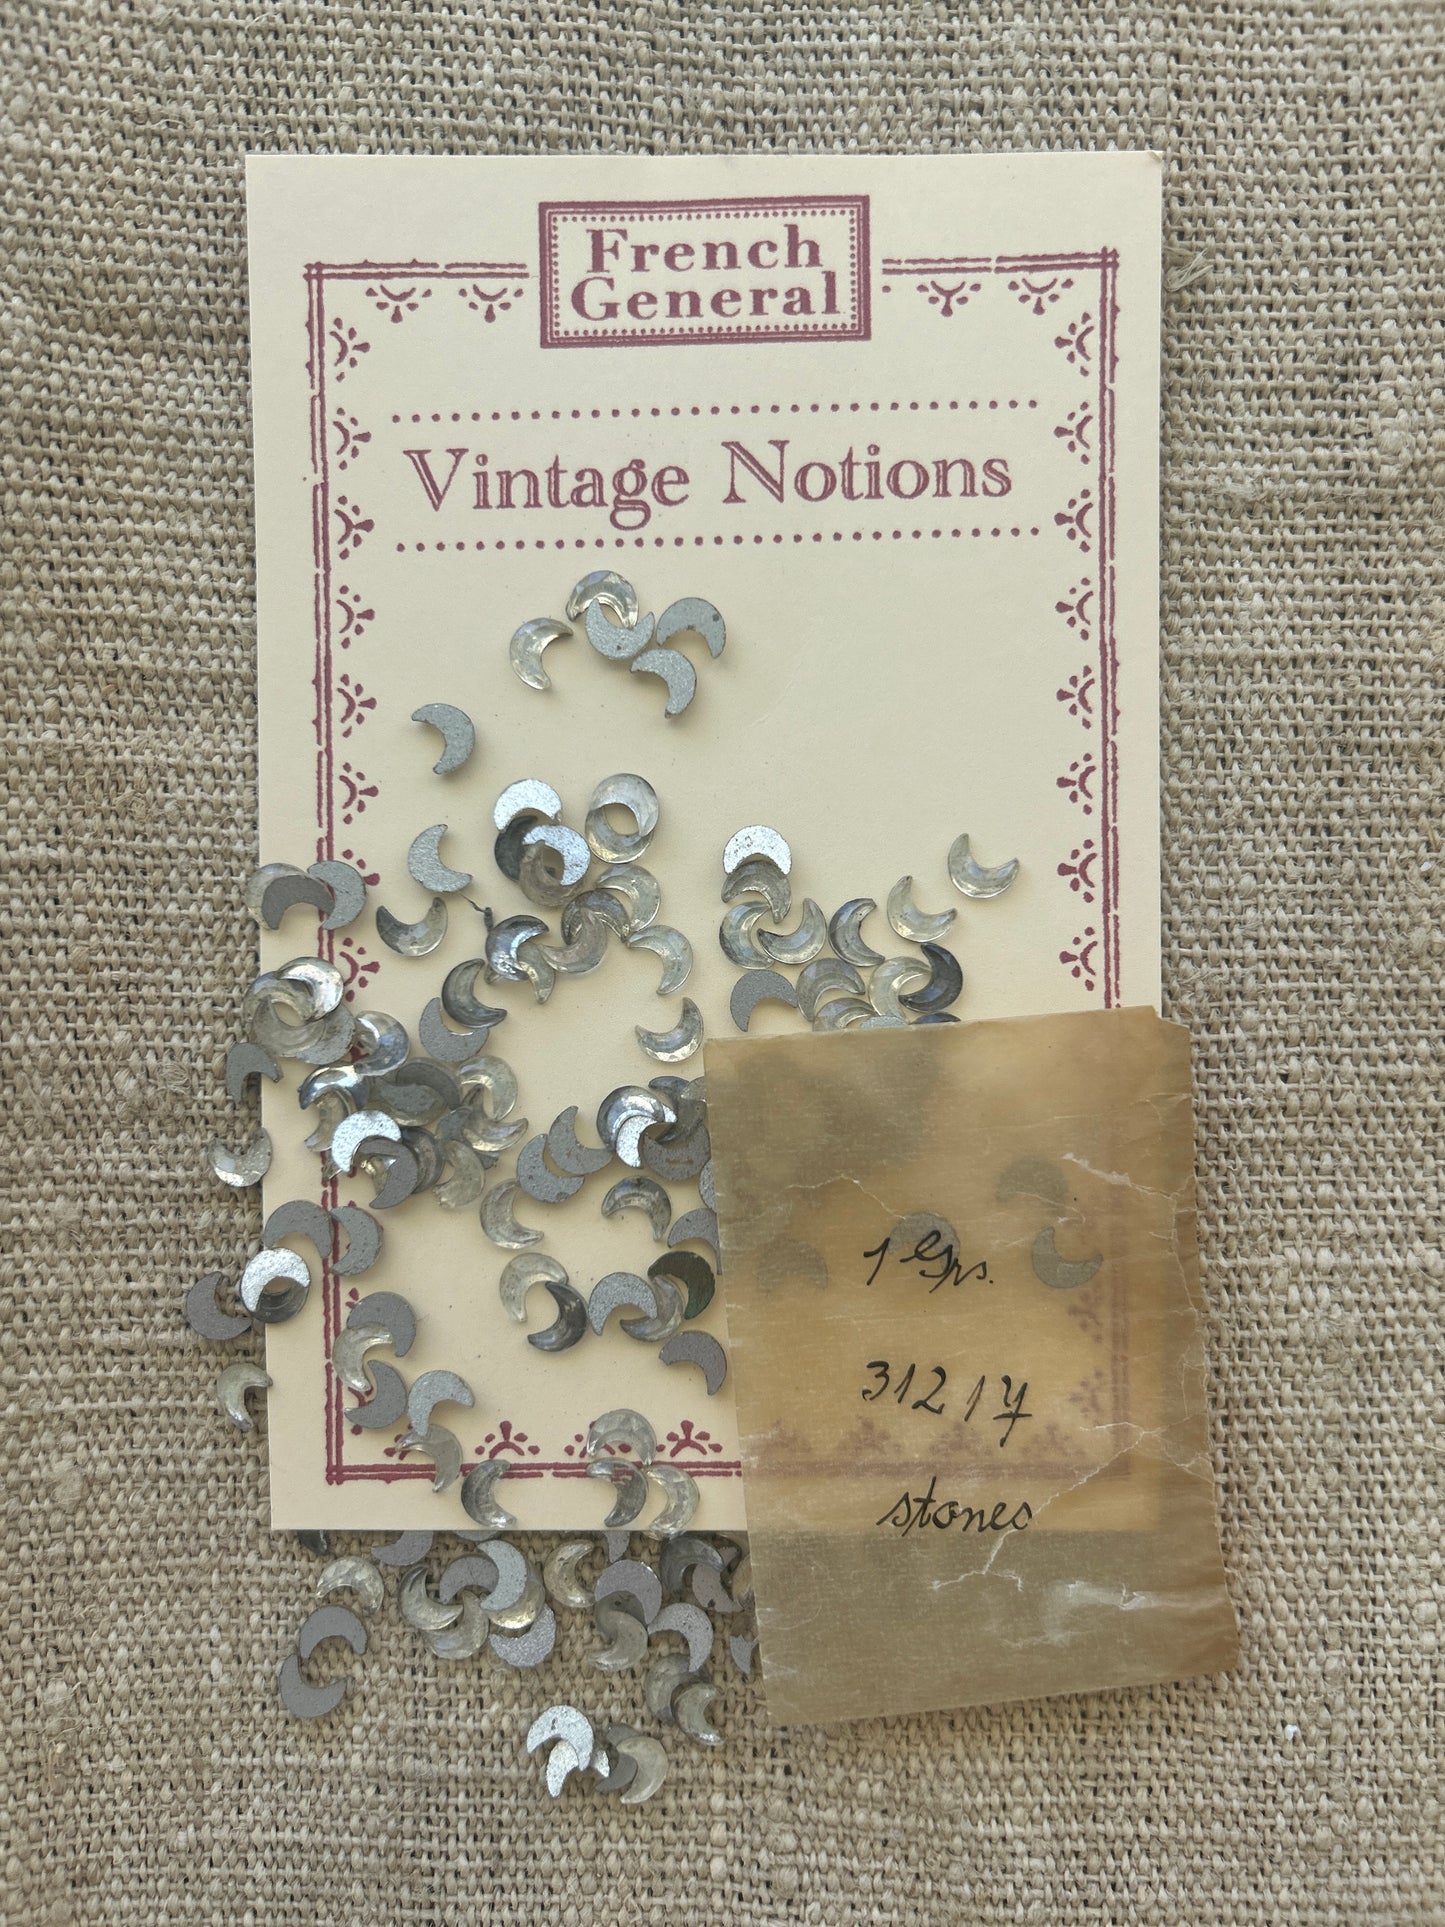 French
General
Vintage Notions
1 Grs.
31217
stones